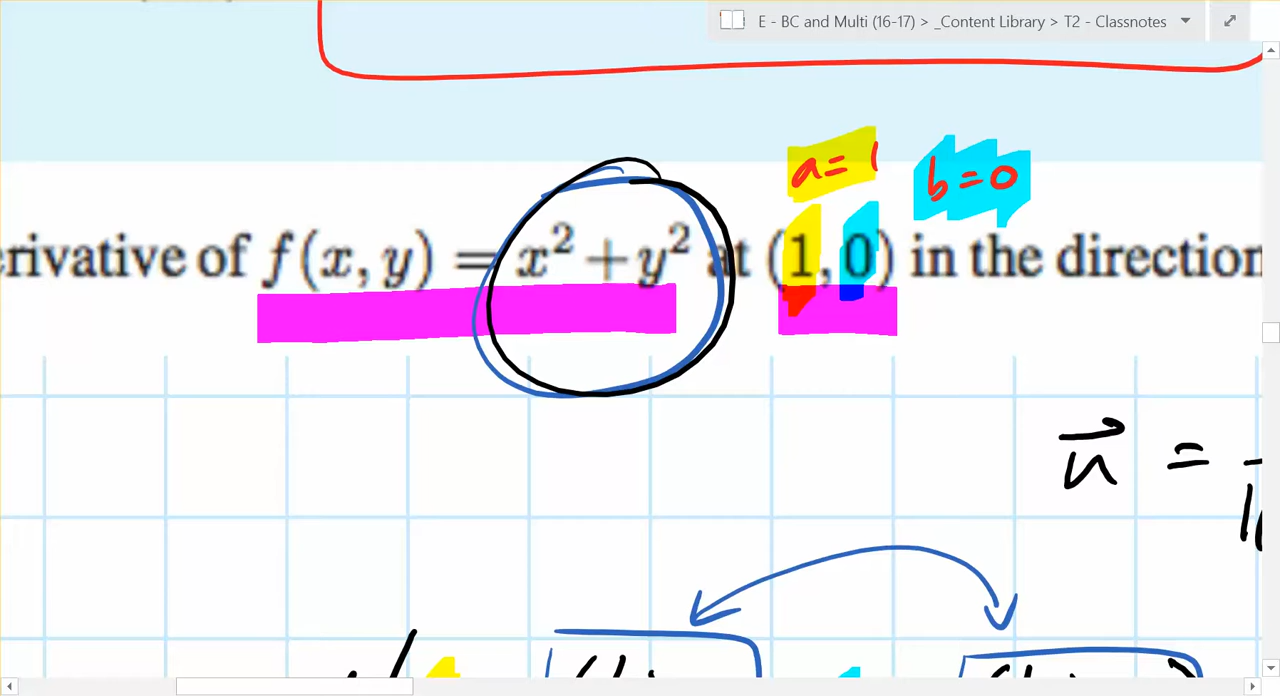 E - BC and Multi (16-17) > _Content Library > T2 - Classnotes
a = 1 b = 0
erivative of f(x, y) = x² + y² at (1, 0) in the direction
u⃗ =